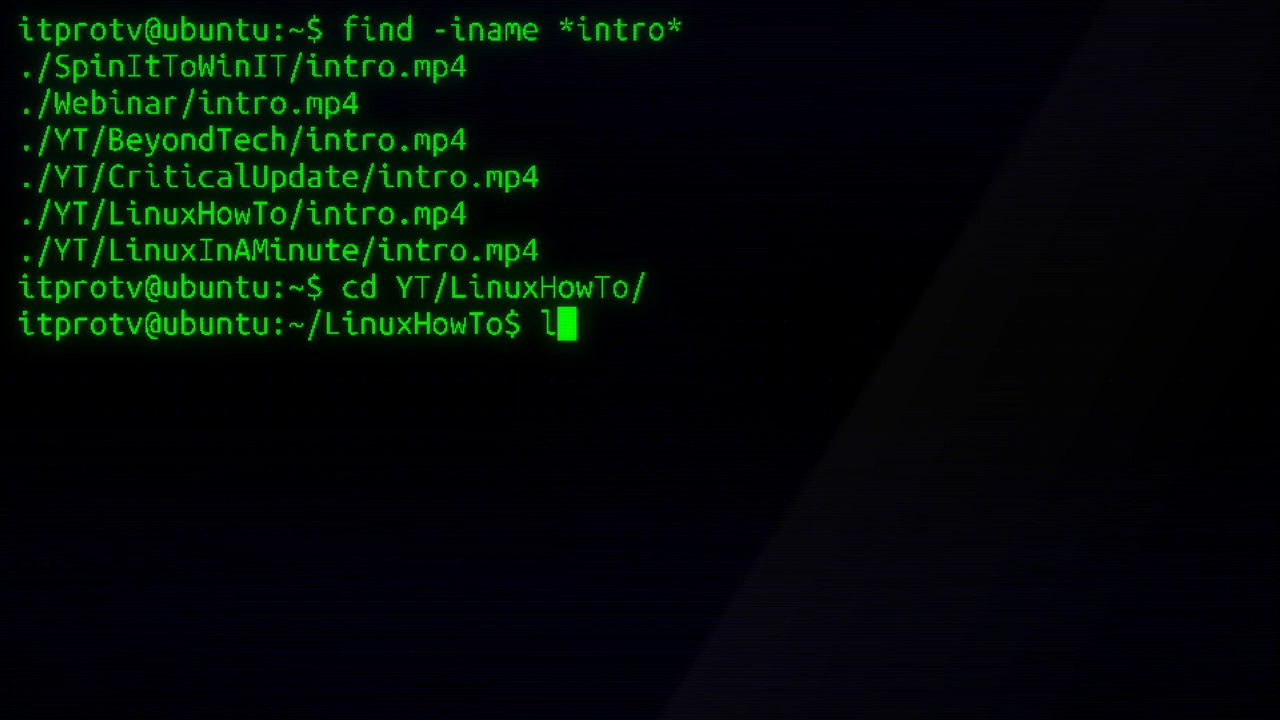 itprotv@ubuntu:~$ find -iname *intro*
./SpinItToWinIT/intro.mp4
./Webinar/intro.mp4
./YT/BeyondTech/intro.mp4
./YT/CriticalUpdate/intro.mp4
./YT/LinuxHowTo/intro.mp4
./YT/LinuxInAMinute/intro.mp4
itprotv@ubuntu:~$ cd YT/LinuxHowTo/
itprotv@ubuntu:~/LinuxHowTo$ l